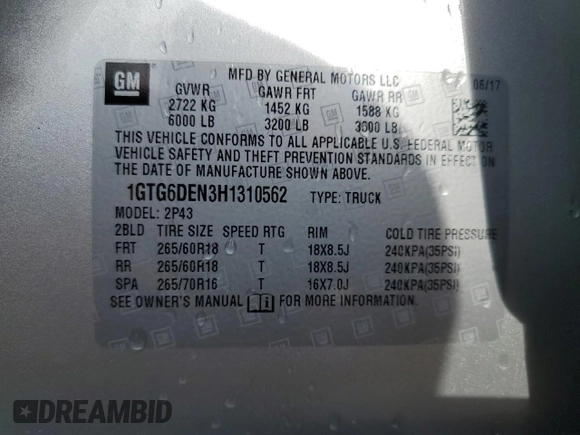 GM
MFD BY GENERAL MOTORS LLC
06/17
GVWR GAWR FRT GAWR RR
2722 KG 1452 KG 1588 KG
6000 LB 3200 LB 3500 LB
THIS VEHICLE CONFORMS TO ALL APPLICABLE U.S. FEDERAL MOTOR
VEHICLE SAFETY AND THEFT PREVENTION STANDARDS IN EFFECT ON
THE DATE OF MANUFACTURE SHOWN ABOVE.
1GTG6DEN3H1310562 TYPE: TRUCK
MODEL: 2P43
2BLD TIRE SIZE SPEED RTG RIM COLD TIRE PRESSURE
FRT 265/60R18 T 18X8.5J 240KPA(35PSI)
RR 265/60R18 T 18X8.5J 240KPA(35PSI)
SPA 265/70R16 T 16X7.0J 240KPA(35PSI)
SEE OWNER'S MANUAL FOR MORE INFORMATION.
DREAMBID